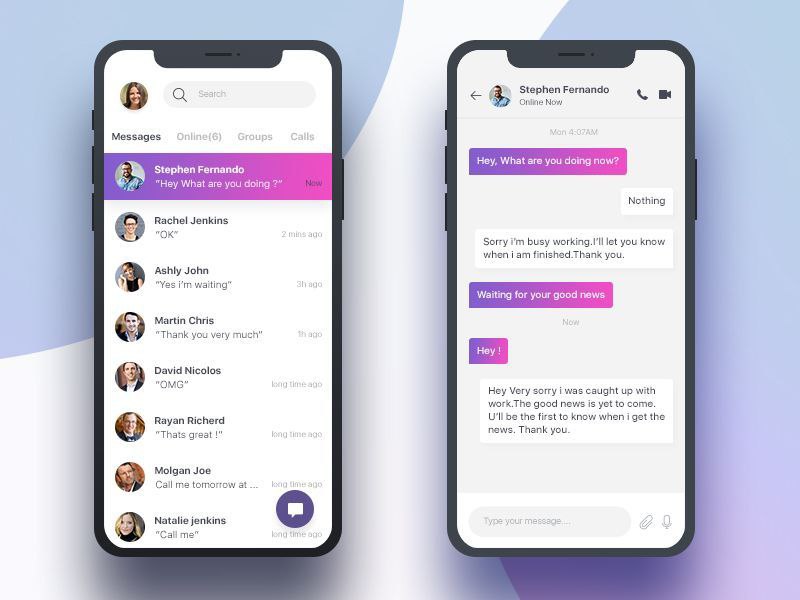 Search
Messages Online(6) Groups Calls
Stephen Fernando
“Hey What are you doing ?” Now
Rachel Jenkins
“OK” 2 mins ago
Ashly John
“Yes i’m waiting” 3h ago
Martin Chris
“Thank you very much” 1h ago
David Nicolos
“OMG” long time ago
Rayan Richerd
“Thats great !” long time ago
Molgan Joe
Call me tomorrow at ... long time ago
Natalie jenkins
“Call me” long time ago
Stephen Fernando
Online Now
Mon 4:07AM
Hey, What are you doing now?
Nothing
Sorry i’m busy working.I’ll let you know
when i am finished.Thank you.
Waiting for your good news
Now
Hey !
Hey Very sorry i was caught up with
work.The good news is yet to come.
U’ll be the first to know when i get the
news. Thank you.
Type your message....